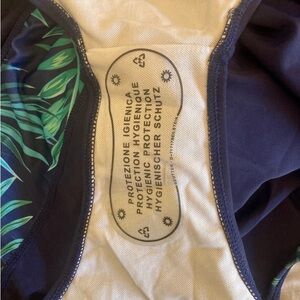 PROTEZIONE IGIENICA
PROTECTION HYGIENIQUE
HYGIENIC PROTECTION
HYGIENISCHER SCHUTZ